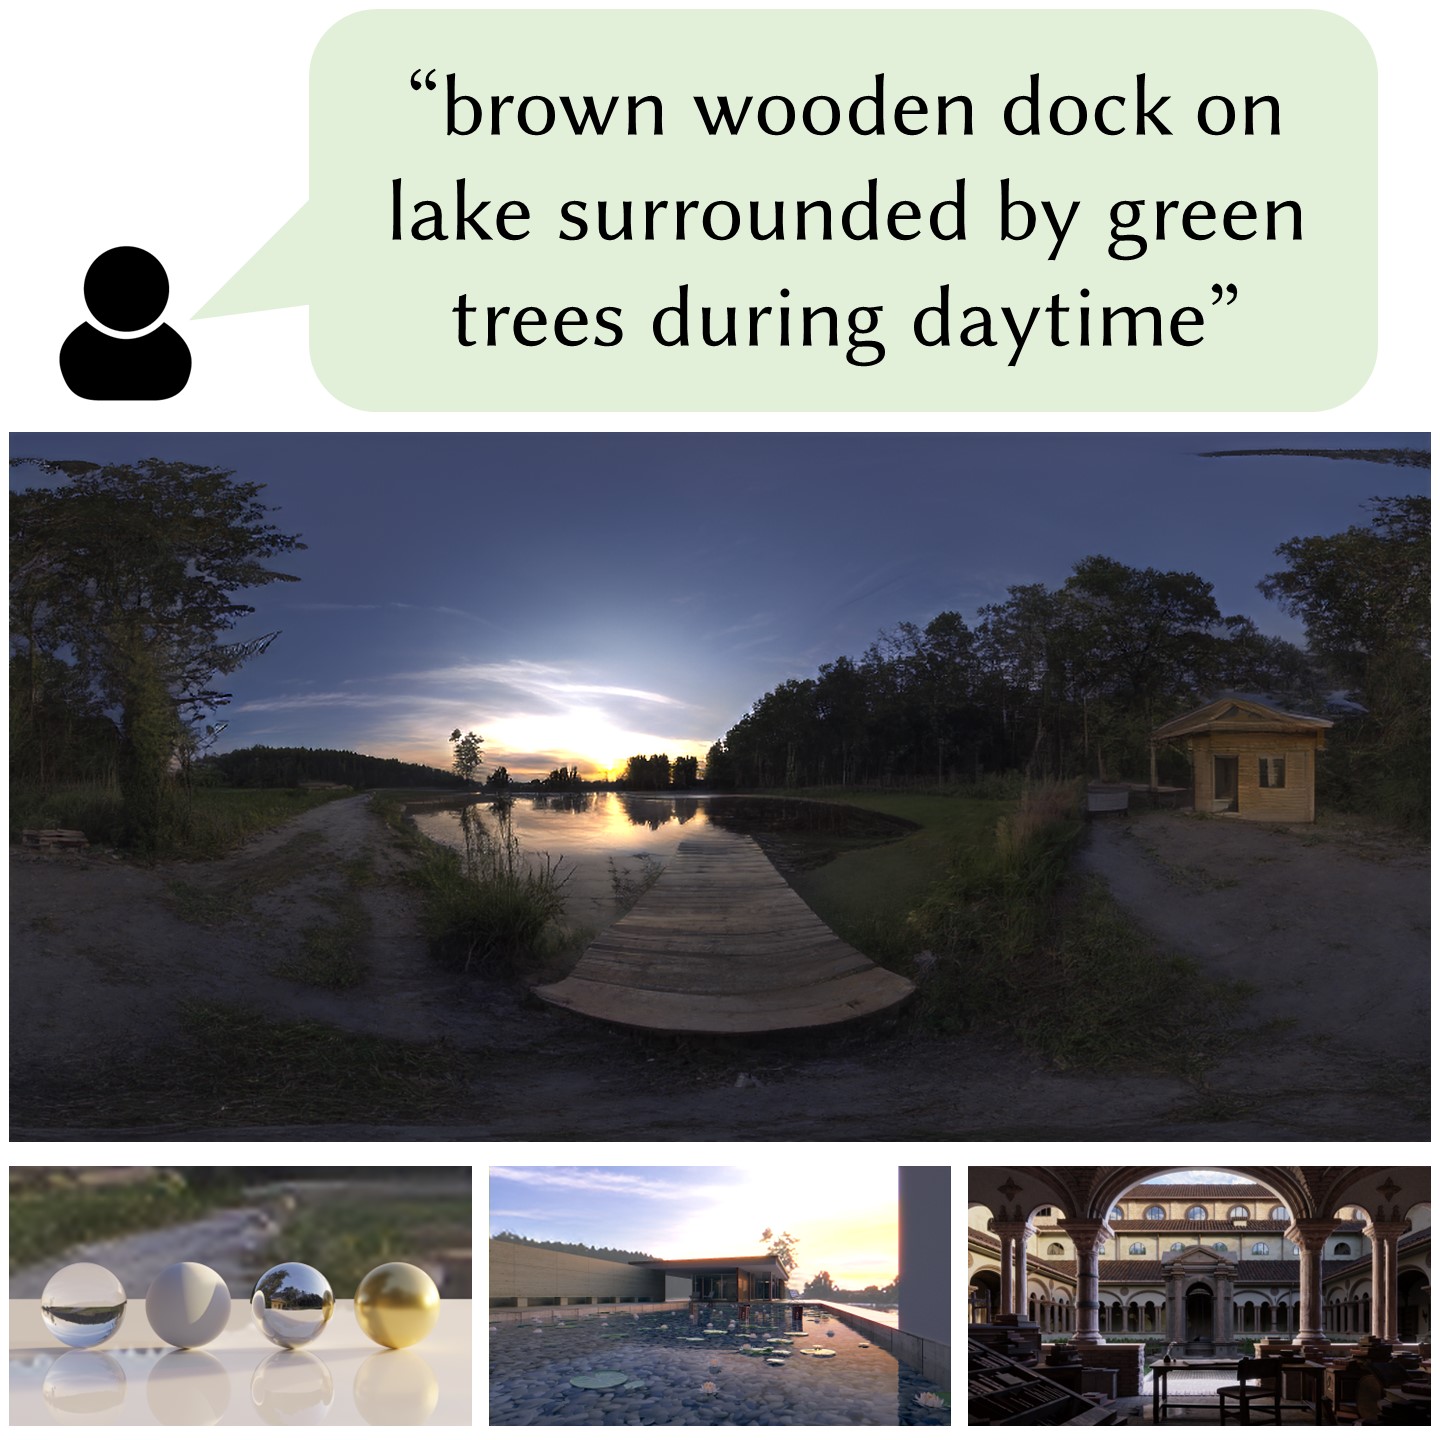 “brown wooden dock on
lake surrounded by green
trees during daytime”